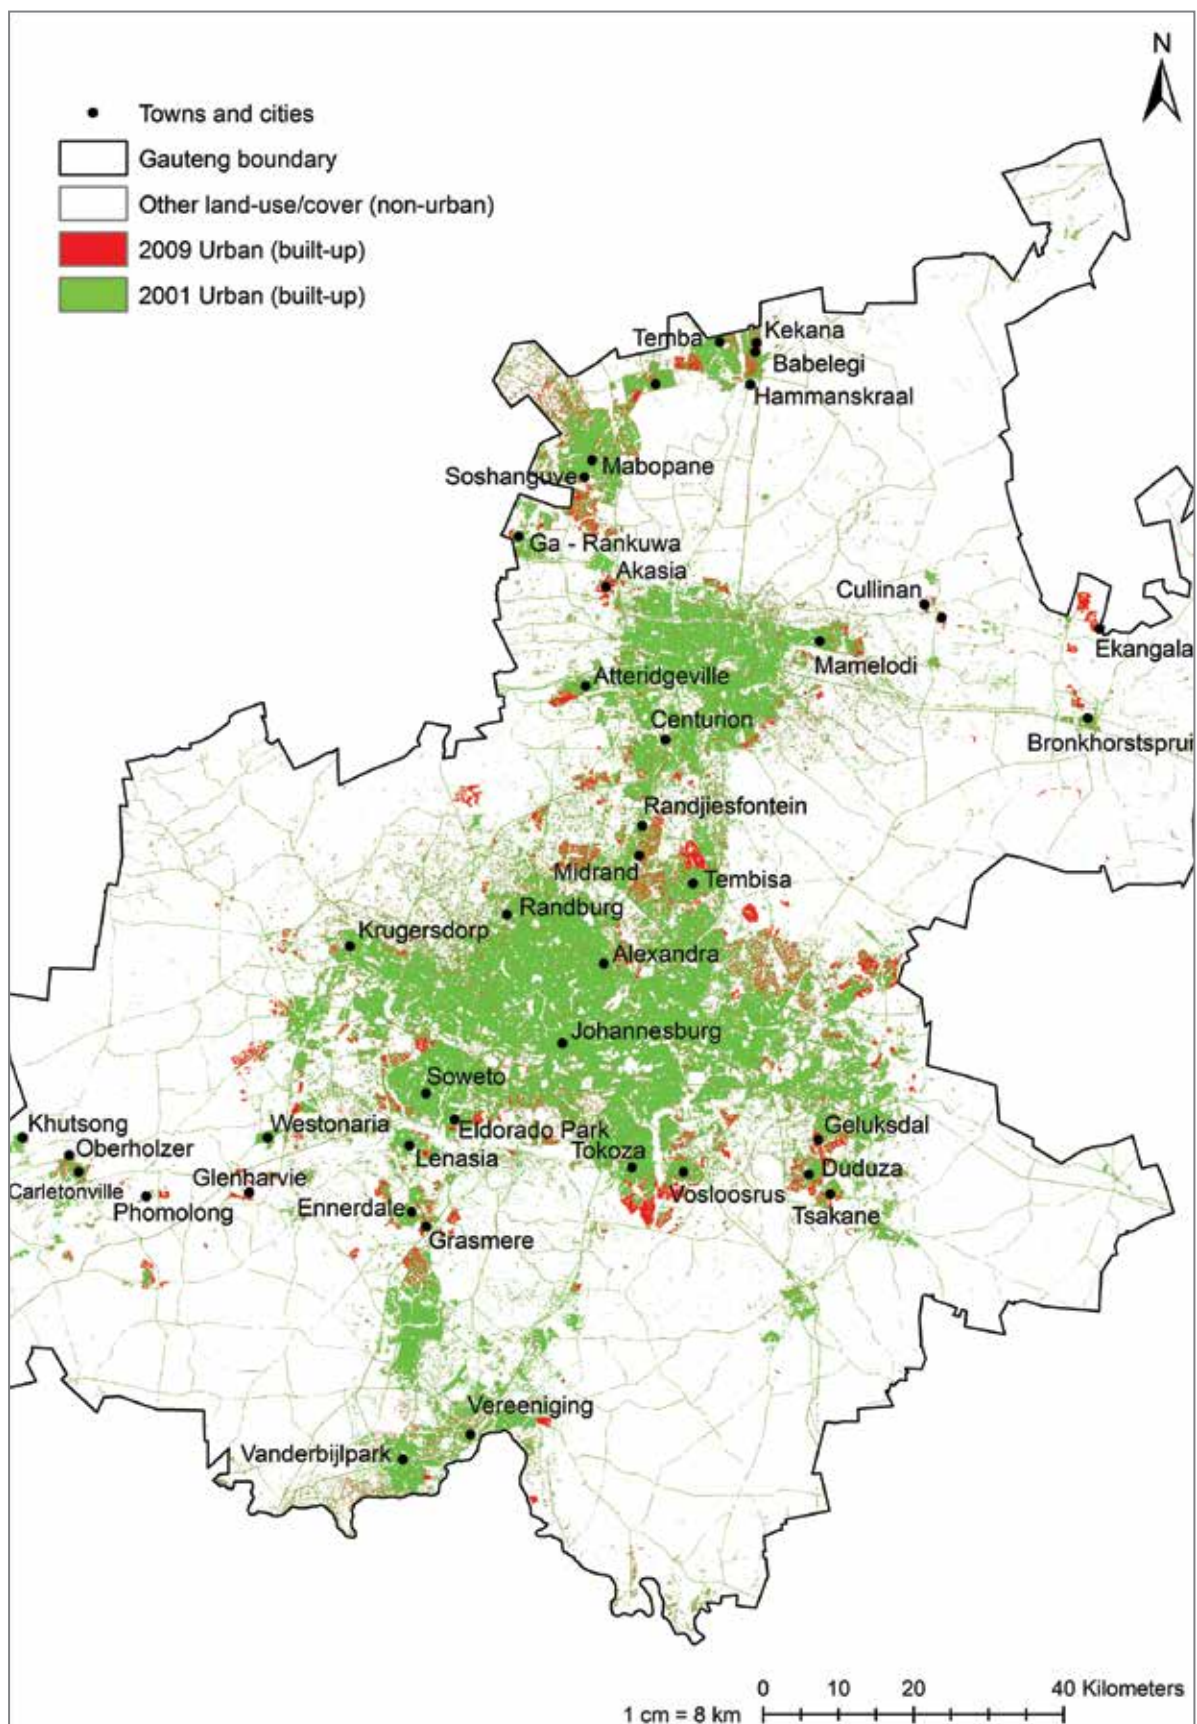 N
Towns and cities
Gauteng boundary
Other land-use/cover (non-urban)
2009 Urban (built-up)
2001 Urban (built-up)
Temba
Kekana
Babelegi
Hammanskraal
Mabopane
Soshanguve
Ga - Rankuwa
Akasia
Cullinan
Ekangala
Mamelodi
Atteridgeville
Centurion
Bronkhorstsprui
Randjiesfontein
Midrand
Tembisa
Randburg
Krugersdorp
Alexandra
Johannesburg
Soweto
Khutsong
Westonaria
Eldorado Park
Geluksdal
Oberholzer
Lenasia
Tokoza
Carletonville
Glenharvie
Duduza
Phomolong
Vosloosrus
Ennerdale
Tsakane
Grasmere
Vereeniging
Vanderbijlpark
0 10 20 40 Kilometers
1 cm = 8 km